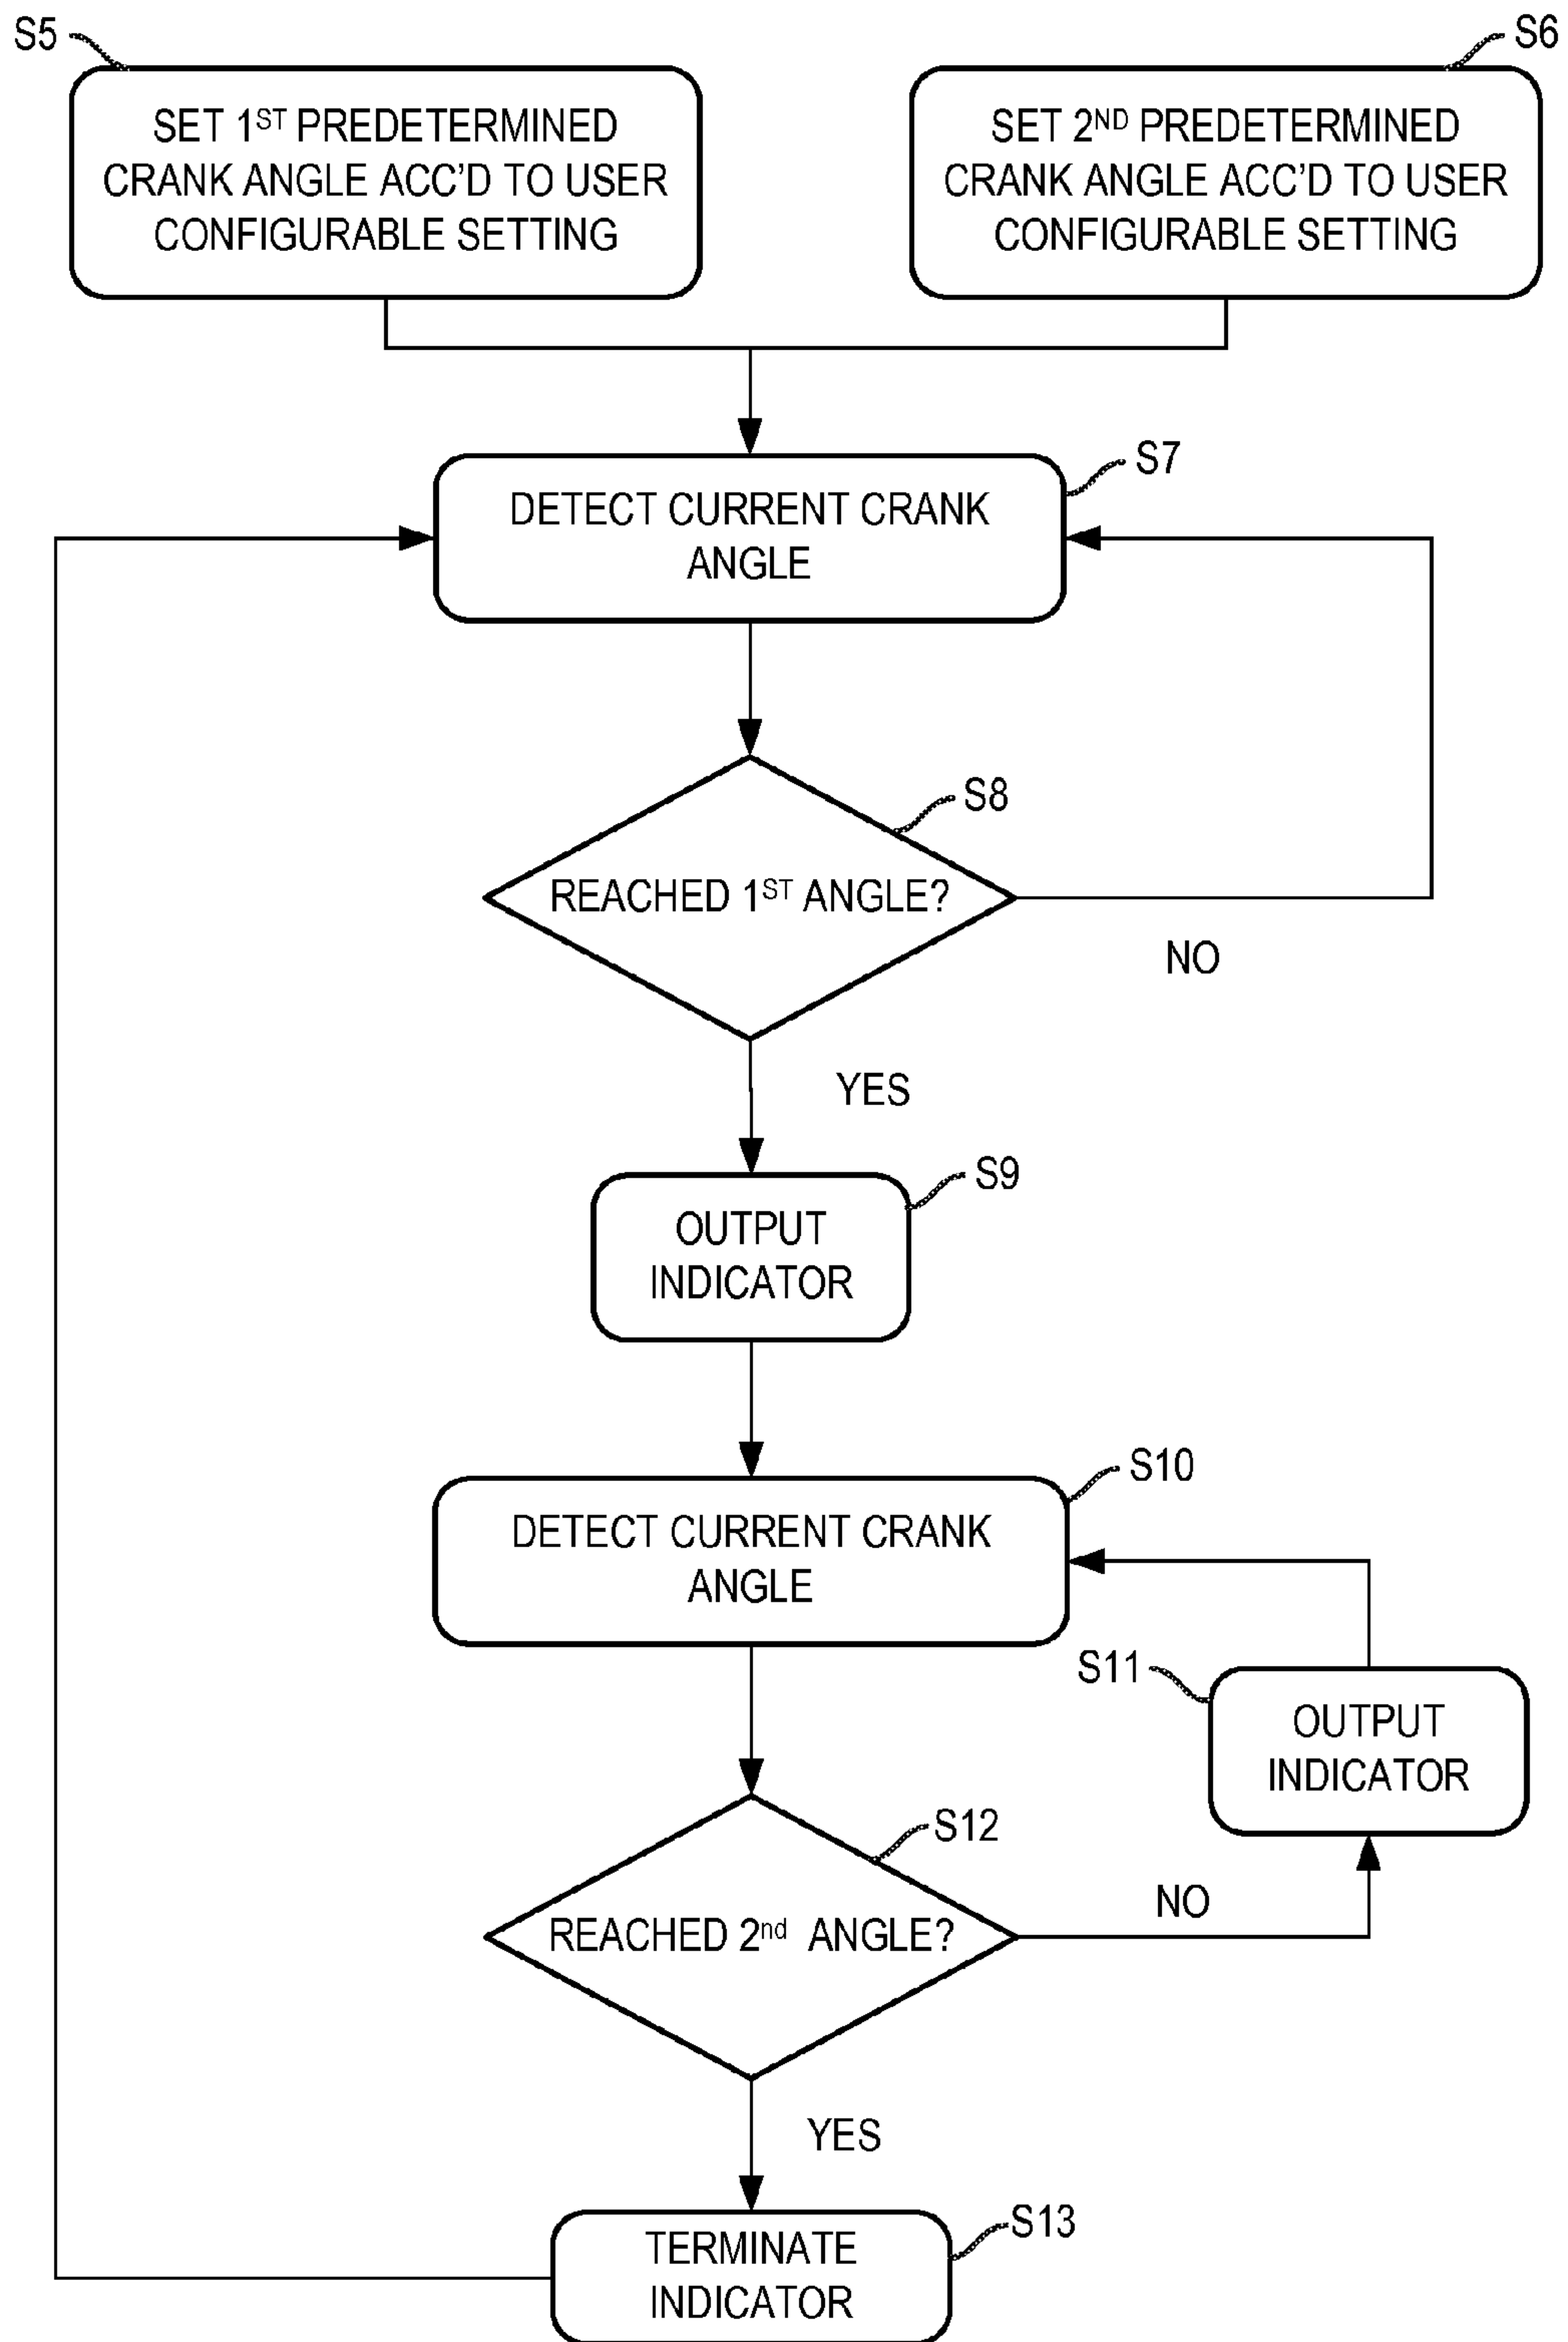 S5
S6
SET 1ST PREDETERMINED
CRANK ANGLE ACC'D TO USER
CONFIGURABLE SETTING
SET 2ND PREDETERMINED
CRANK ANGLE ACC'D TO USER
CONFIGURABLE SETTING
S7
DETECT CURRENT CRANK
ANGLE
S8
REACHED 1ST ANGLE?
NO
YES
S9
OUTPUT
INDICATOR
S10
DETECT CURRENT CRANK
ANGLE
S11
OUTPUT
INDICATOR
S12
NO
REACHED 2nd ANGLE?
YES
S13
TERMINATE
INDICATOR